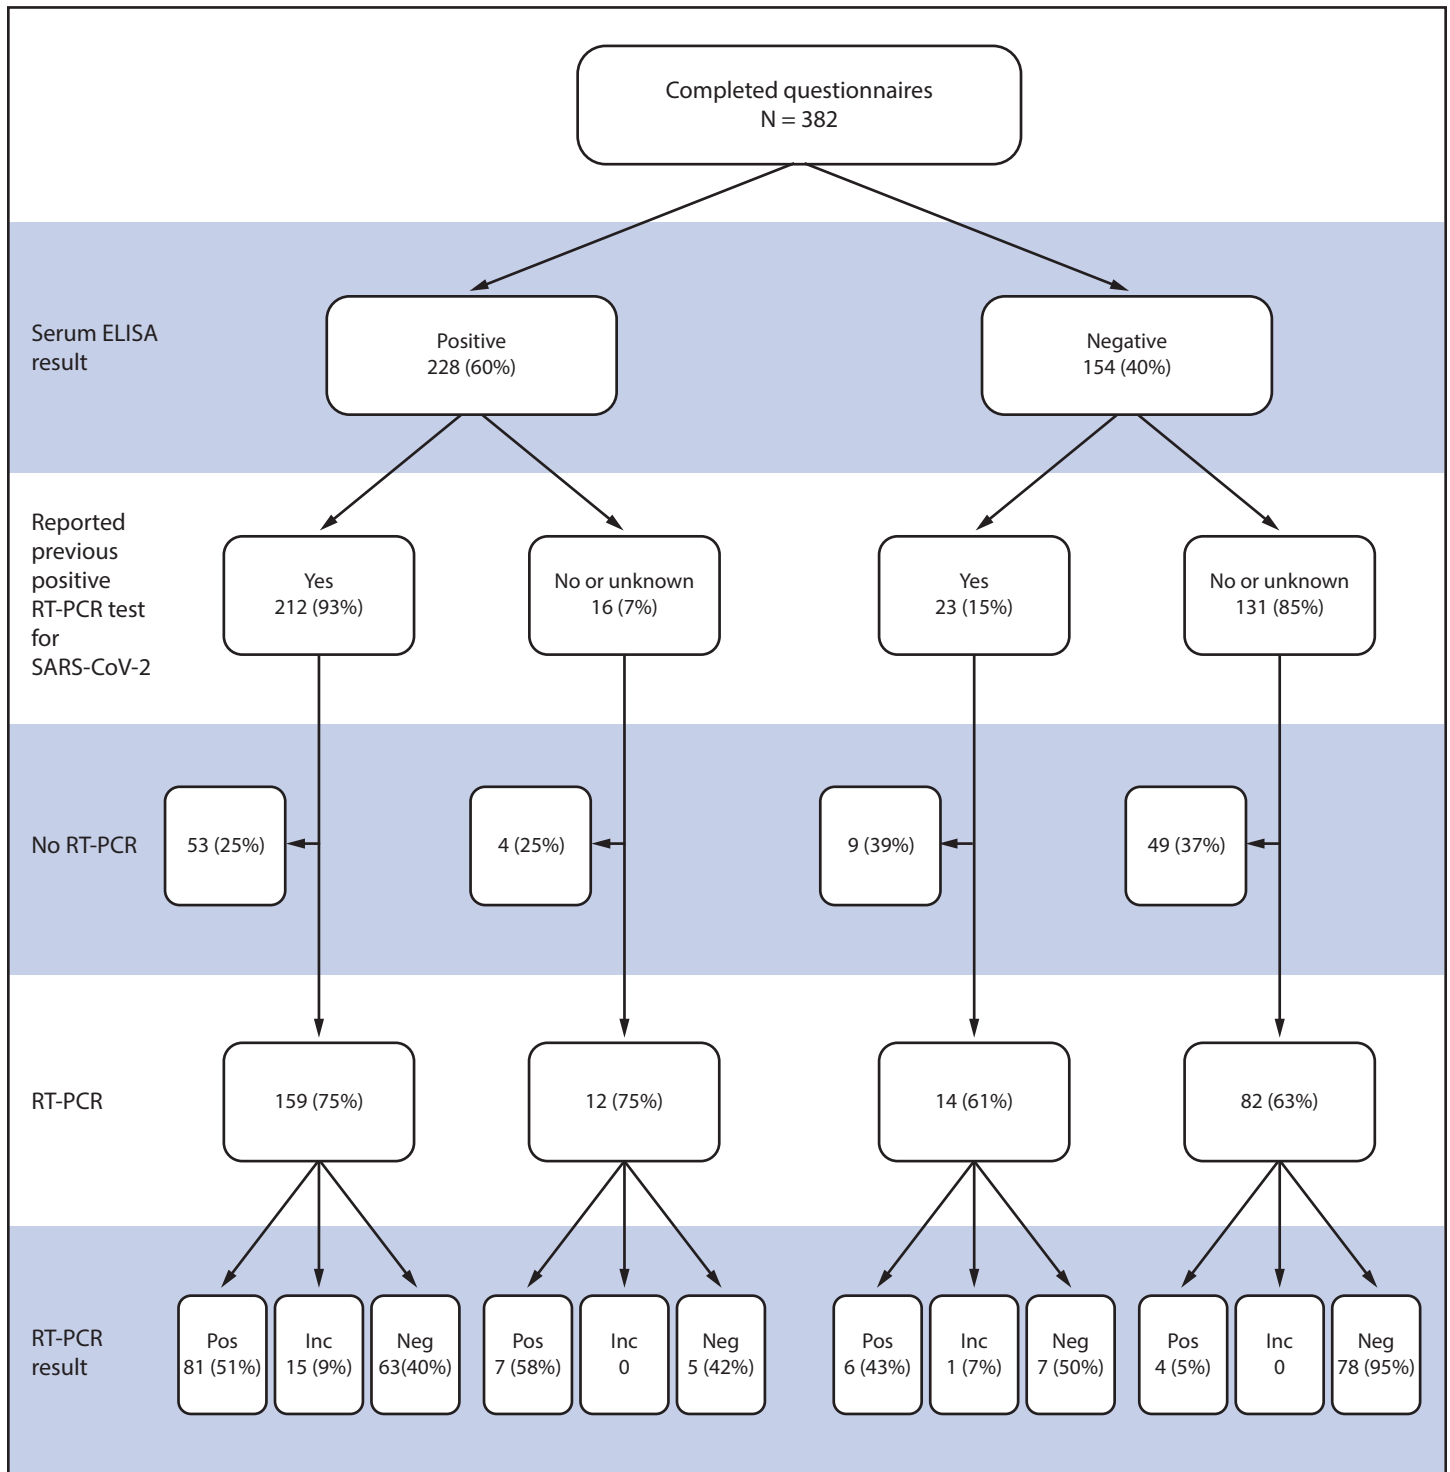 Completed questionnaires
N = 382
Serum ELISA
result
Positive
228 (60%)
Negative
154 (40%)
Reported
previous
positive
RT-PCR test
for
SARS-CoV-2
Yes
212 (93%)
No or unknown
16 (7%)
Yes
23 (15%)
No or unknown
131 (85%)
No RT-PCR
53 (25%)
4 (25%)
9 (39%)
49 (37%)
RT-PCR
159 (75%)
12 (75%)
14 (61%)
82 (63%)
RT-PCR
result
Pos
81 (51%)
Inc
15 (9%)
Neg
63(40%)
Pos
7 (58%)
Inc
0
Neg
5 (42%)
Pos
6 (43%)
Inc
1 (7%)
Neg
7 (50%)
Pos
4 (5%)
Inc
0
Neg
78 (95%)